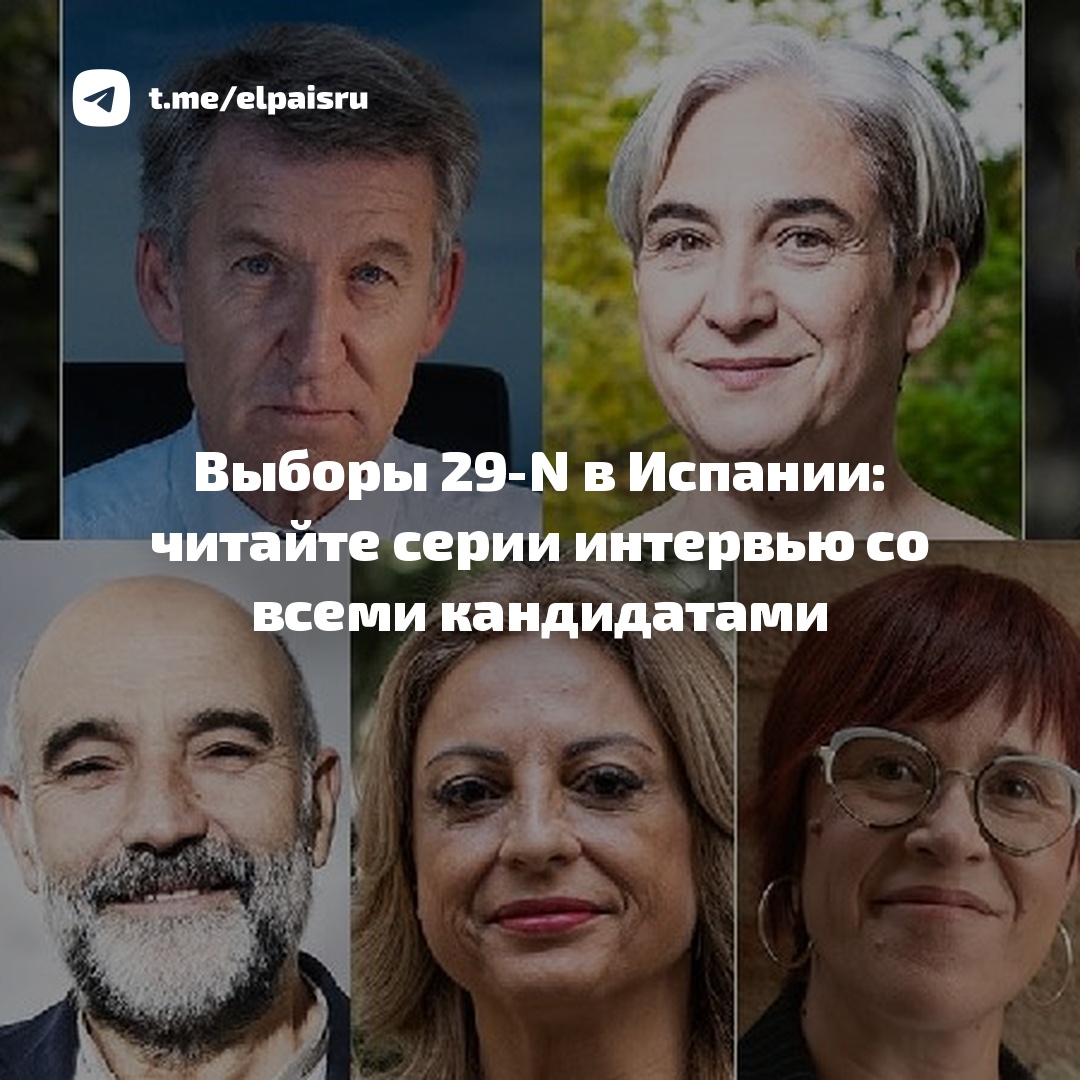 t.me/elpaisru
Выборы 29-N в Испании:
читайте серии интервью со
всеми кандидатами